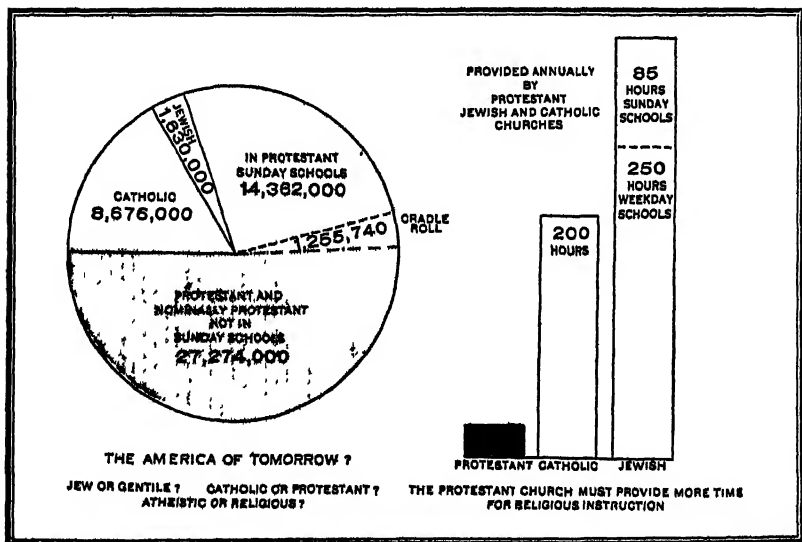 JEWISH
1,630,000
IN PROTESTANT
SUNDAY SCHOOLS
14,362,000
CATHOLIC
8,676,000
CRADLE
ROLL
1,255,740
PROTESTANT AND
NOMINALLY PROTESTANT
NOT IN
SUNDAY SCHOOLS
27,274,000
THE AMERICA OF TOMORROW ?
JEW OR GENTILE ? CATHOLIC OR PROTESTANT ?
ATHEISTIC OR RELIGIOUS ?
PROVIDED ANNUALLY
BY
PROTESTANT
JEWISH AND CATHOLIC
CHURCHES
85
HOURS
SUNDAY
SCHOOLS
250
HOURS
WEEKDAY
SCHOOLS
200
HOURS
PROTESTANT CATHOLIC JEWISH
THE PROTESTANT CHURCH MUST PROVIDE MORE TIME
FOR RELIGIOUS INSTRUCTION